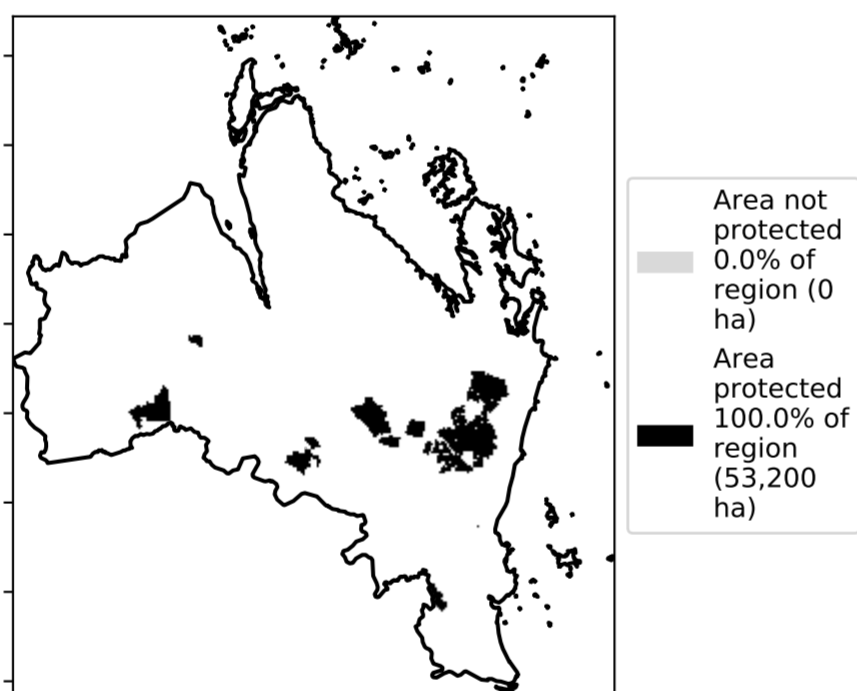 Area not
protected
0.0% of
region (0
ha)
Area
protected
100.0% of
region
(53,200
ha)